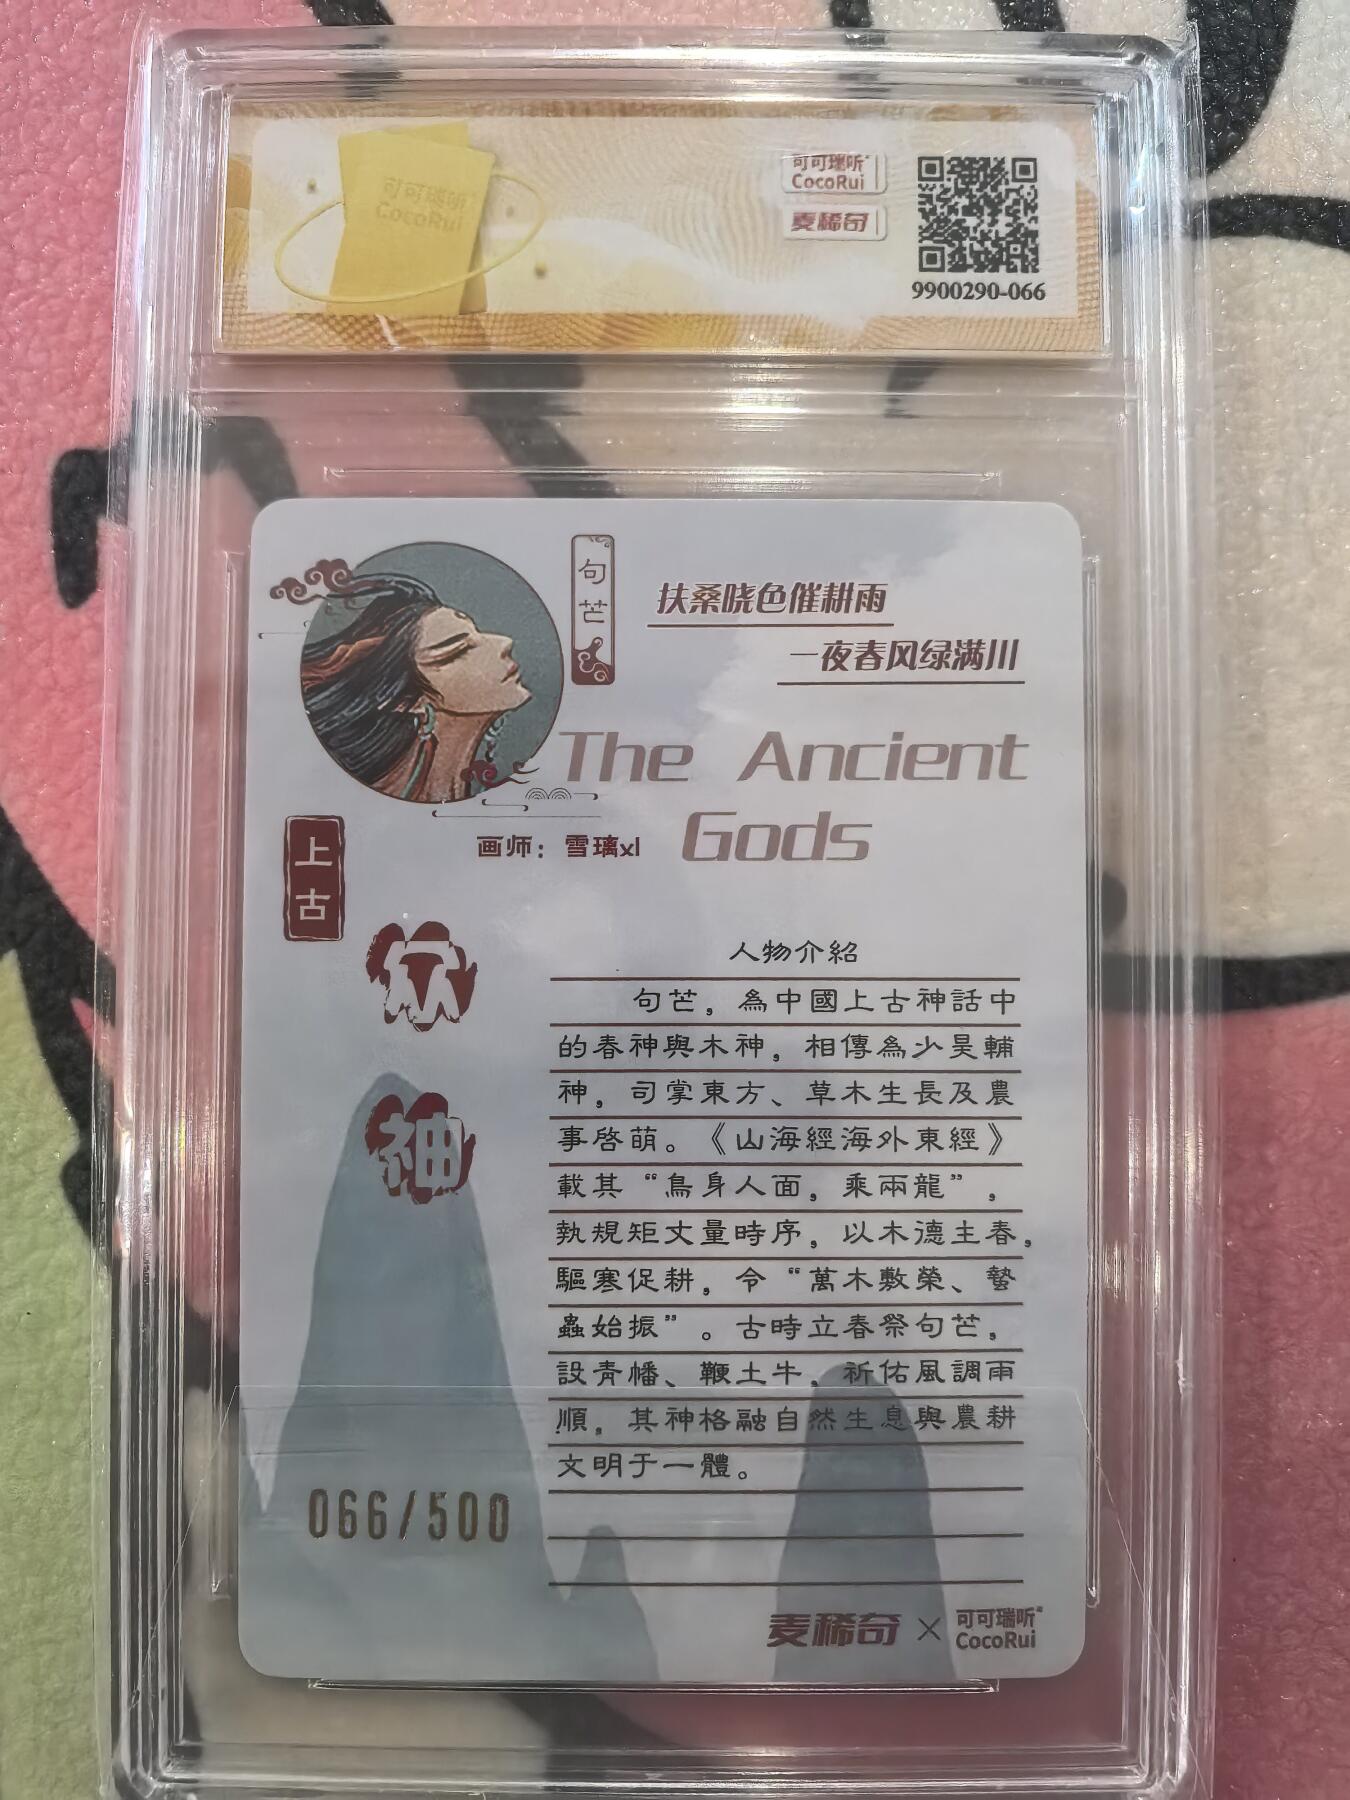 可可瑞听
CocoRui
可可瑞听
CocoRui
麦稀奇
9900290-066
句芒
扶桑晓色催耕雨
一夜春风绿满川
The Ancient
Gods
画师：雪璃xl
上古
众神
人物介紹
句芒，為中國上古神話中
的春神與木神，相傳為少昊輔
神，司掌東方、草木生長及農
事啓萌。《山海經海外東經》
載其“鳥身人面，乘兩龍”，
執規矩丈量時序，以木德主春，
驅寒促耕，令“萬木敷榮、蟄
蟲始振”。古時立春祭句芒，
設青幡、鞭土牛，祈佑風調雨
順，其神格融自然生息與農耕
文明于一體。
066/500
麦稀奇×可可瑞听
CocoRui